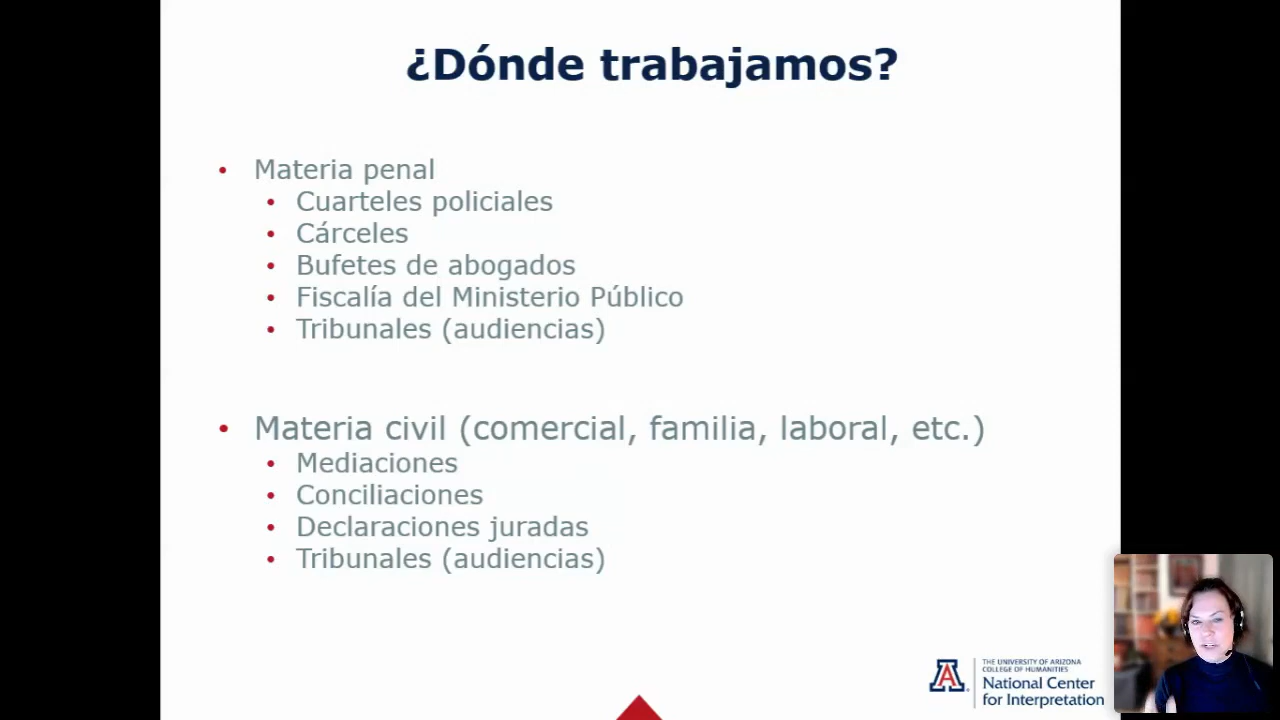 ¿Dónde trabajamos?
• Materia penal
• Cuarteles policiales
• Cárceles
• Bufetes de abogados
• Fiscalía del Ministerio Público
• Tribunales (audiencias)
• Materia civil (comercial, familia, laboral, etc.)
• Mediaciones
• Conciliaciones
• Declaraciones juradas
• Tribunales (audiencias)
THE UNIVERSITY OF ARIZONA
COLLEGE OF HUMANITIES
National Center
for Interpretation